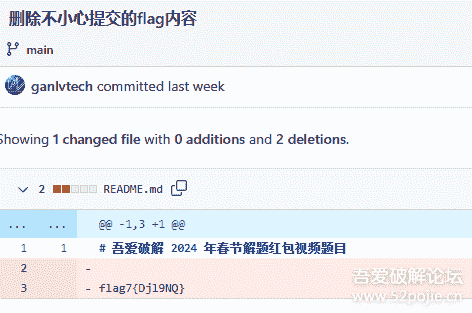 删除不小心提交的flag内容
main
ganlvtech committed last week
Showing 1 changed file with 0 additions and 2 deletions.
2 README.md
... ... @@ -1,3 +1 @@
1 1 # 吾爱破解 2024 年春节解题红包视频题目
2 -
3 - flag7{Djl9NQ}
吾爱破解论坛
www.52pojie.cn